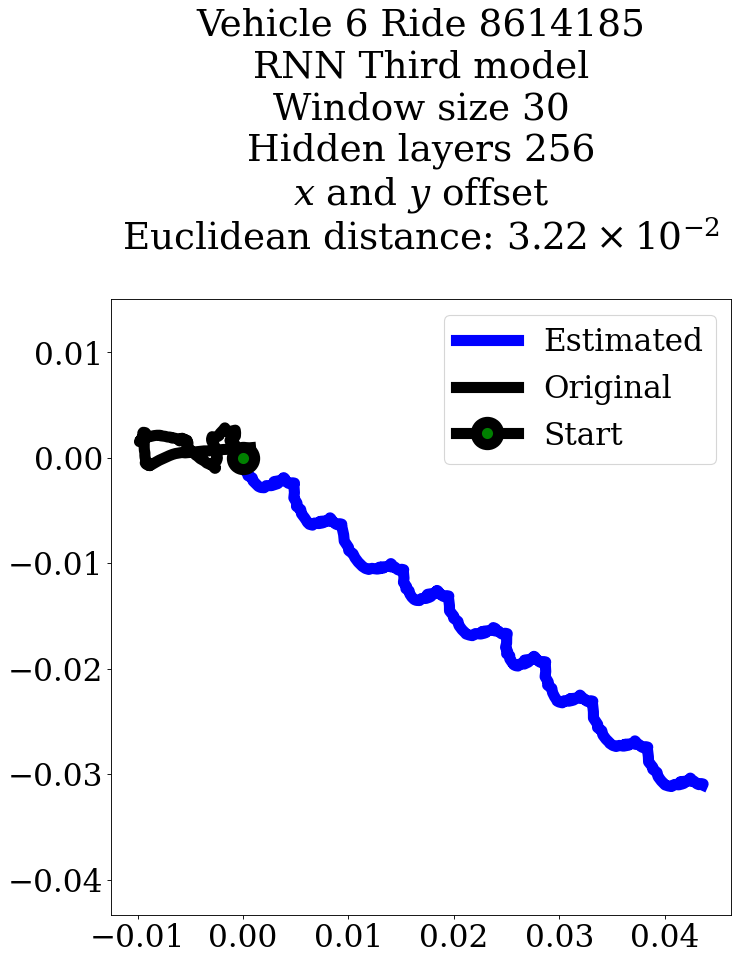 Vehicle 6 Ride 8614185
RNN Third model
Window size 30
Hidden layers 256
x and y offset
Euclidean distance: 3.22 × 10⁻²
Estimated
Original
Start
0.01
0.00
−0.01
−0.02
−0.03
−0.04
−0.01 0.00 0.01 0.02 0.03 0.04